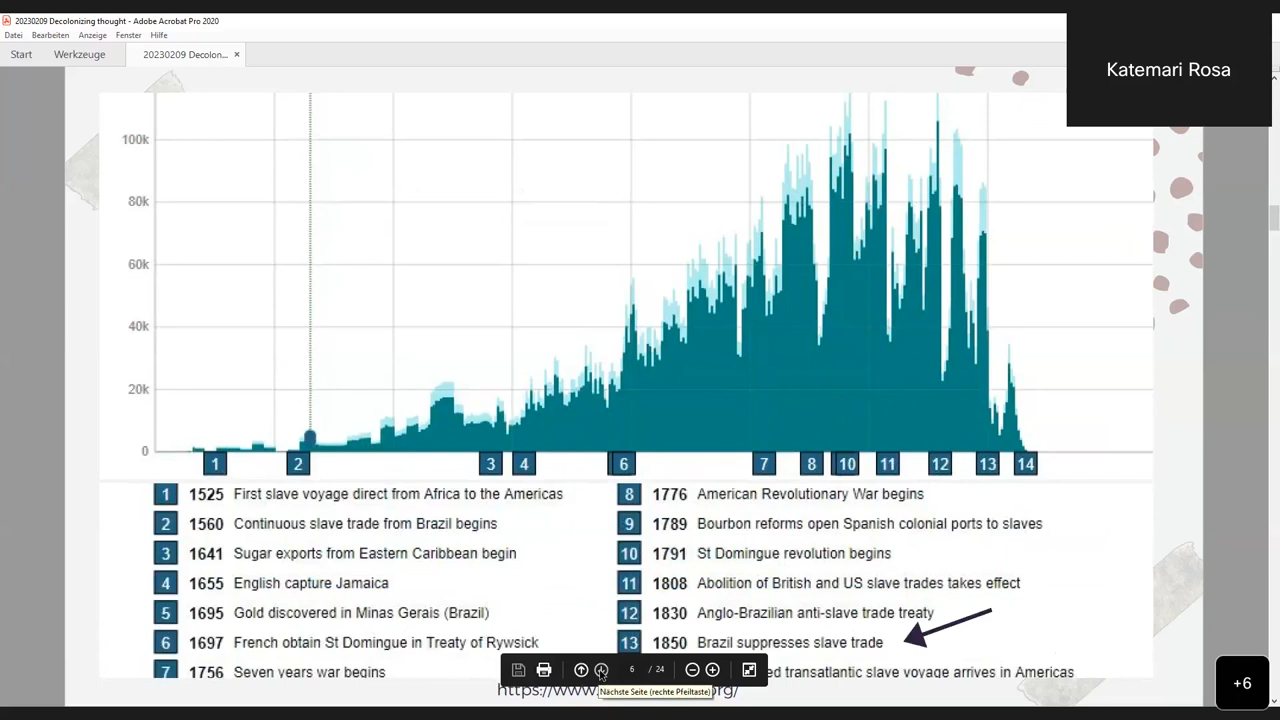 20230209 Decolonizing thought - Adobe Acrobat Pro 2020
Datei Bearbeiten Anzeige Fenster Hilfe
Start Werkzeuge 20230209 Decolon... ×
Katemari Rosa
100k
80k
60k
40k
20k
0
1 2 3 4 6 7 8 10 11 12 13 14
1 1525 First slave voyage direct from Africa to the Americas
2 1560 Continuous slave trade from Brazil begins
3 1641 Sugar exports from Eastern Caribbean begin
4 1655 English capture Jamaica
5 1695 Gold discovered in Minas Gerais (Brazil)
6 1697 French obtain St Domingue in Treaty of Rywsick
7 1756 Seven years war begins
8 1776 American Revolutionary War begins
9 1789 Bourbon reforms open Spanish colonial ports to slaves
10 1791 St Domingue revolution begins
11 1808 Abolition of British and US slave trades takes effect
12 1830 Anglo-Brazilian anti-slave trade treaty
13 1850 Brazil suppresses slave trade
transatlantic slave voyage arrives in Americas
6 / 24
Nächste Seite (rechte Pfeiltaste)
https://www.
+6